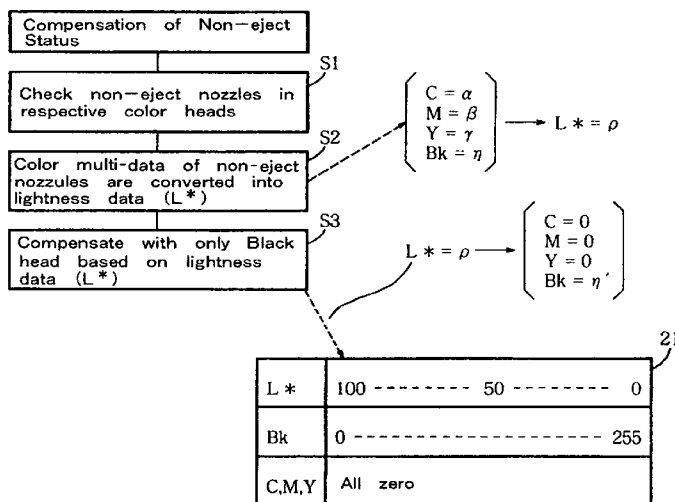 Compensation of Non-eject
Status
S1
Check non-eject nozzles in
respective color heads
S2
Color multi-data of non-eject
nozzules are converted into
lightness data (L*)
S3
Compensate with only Black
head based on lightness
data (L*)
C = α
M = β
Y = γ
Bk = η
L * = ρ
L * = ρ
C = 0
M = 0
Y = 0
Bk = η´
21
L * 100 -------- 50 -------- 0
Bk 0 -------------------- 255
C,M,Y All zero